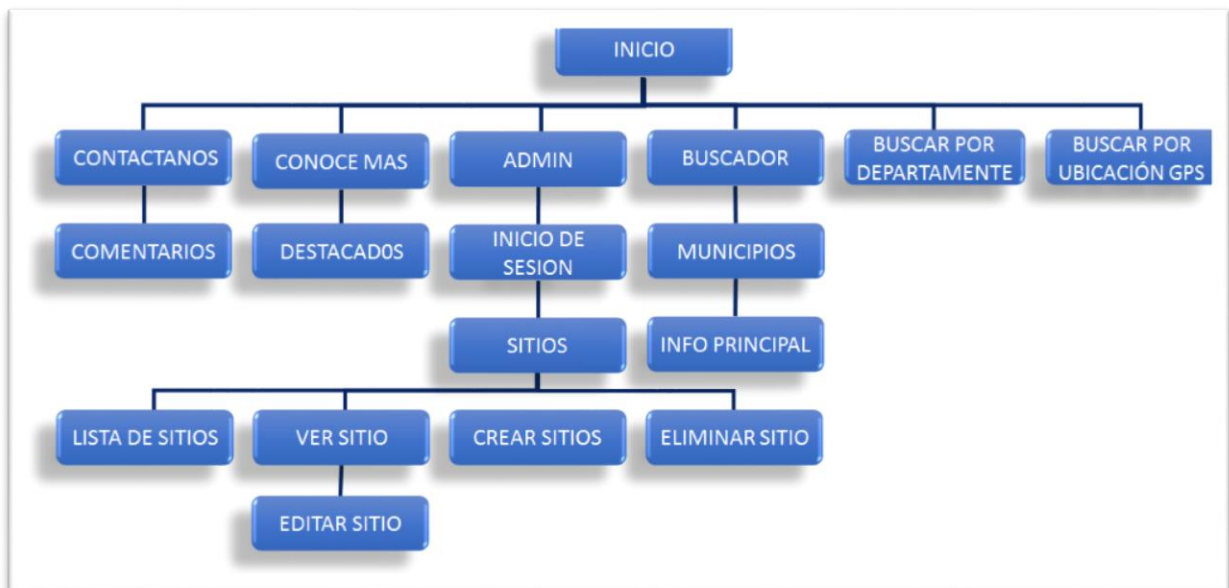 INICIO
CONTACTANOS
CONOCE MAS
ADMIN
BUSCADOR
BUSCAR POR
DEPARTAMENTE
BUSCAR POR
UBICACIÓN GPS
COMENTARIOS
DESTACAD0S
INICIO DE
SESION
MUNICIPIOS
SITIOS
INFO PRINCIPAL
LISTA DE SITIOS
VER SITIO
CREAR SITIOS
ELIMINAR SITIO
EDITAR SITIO